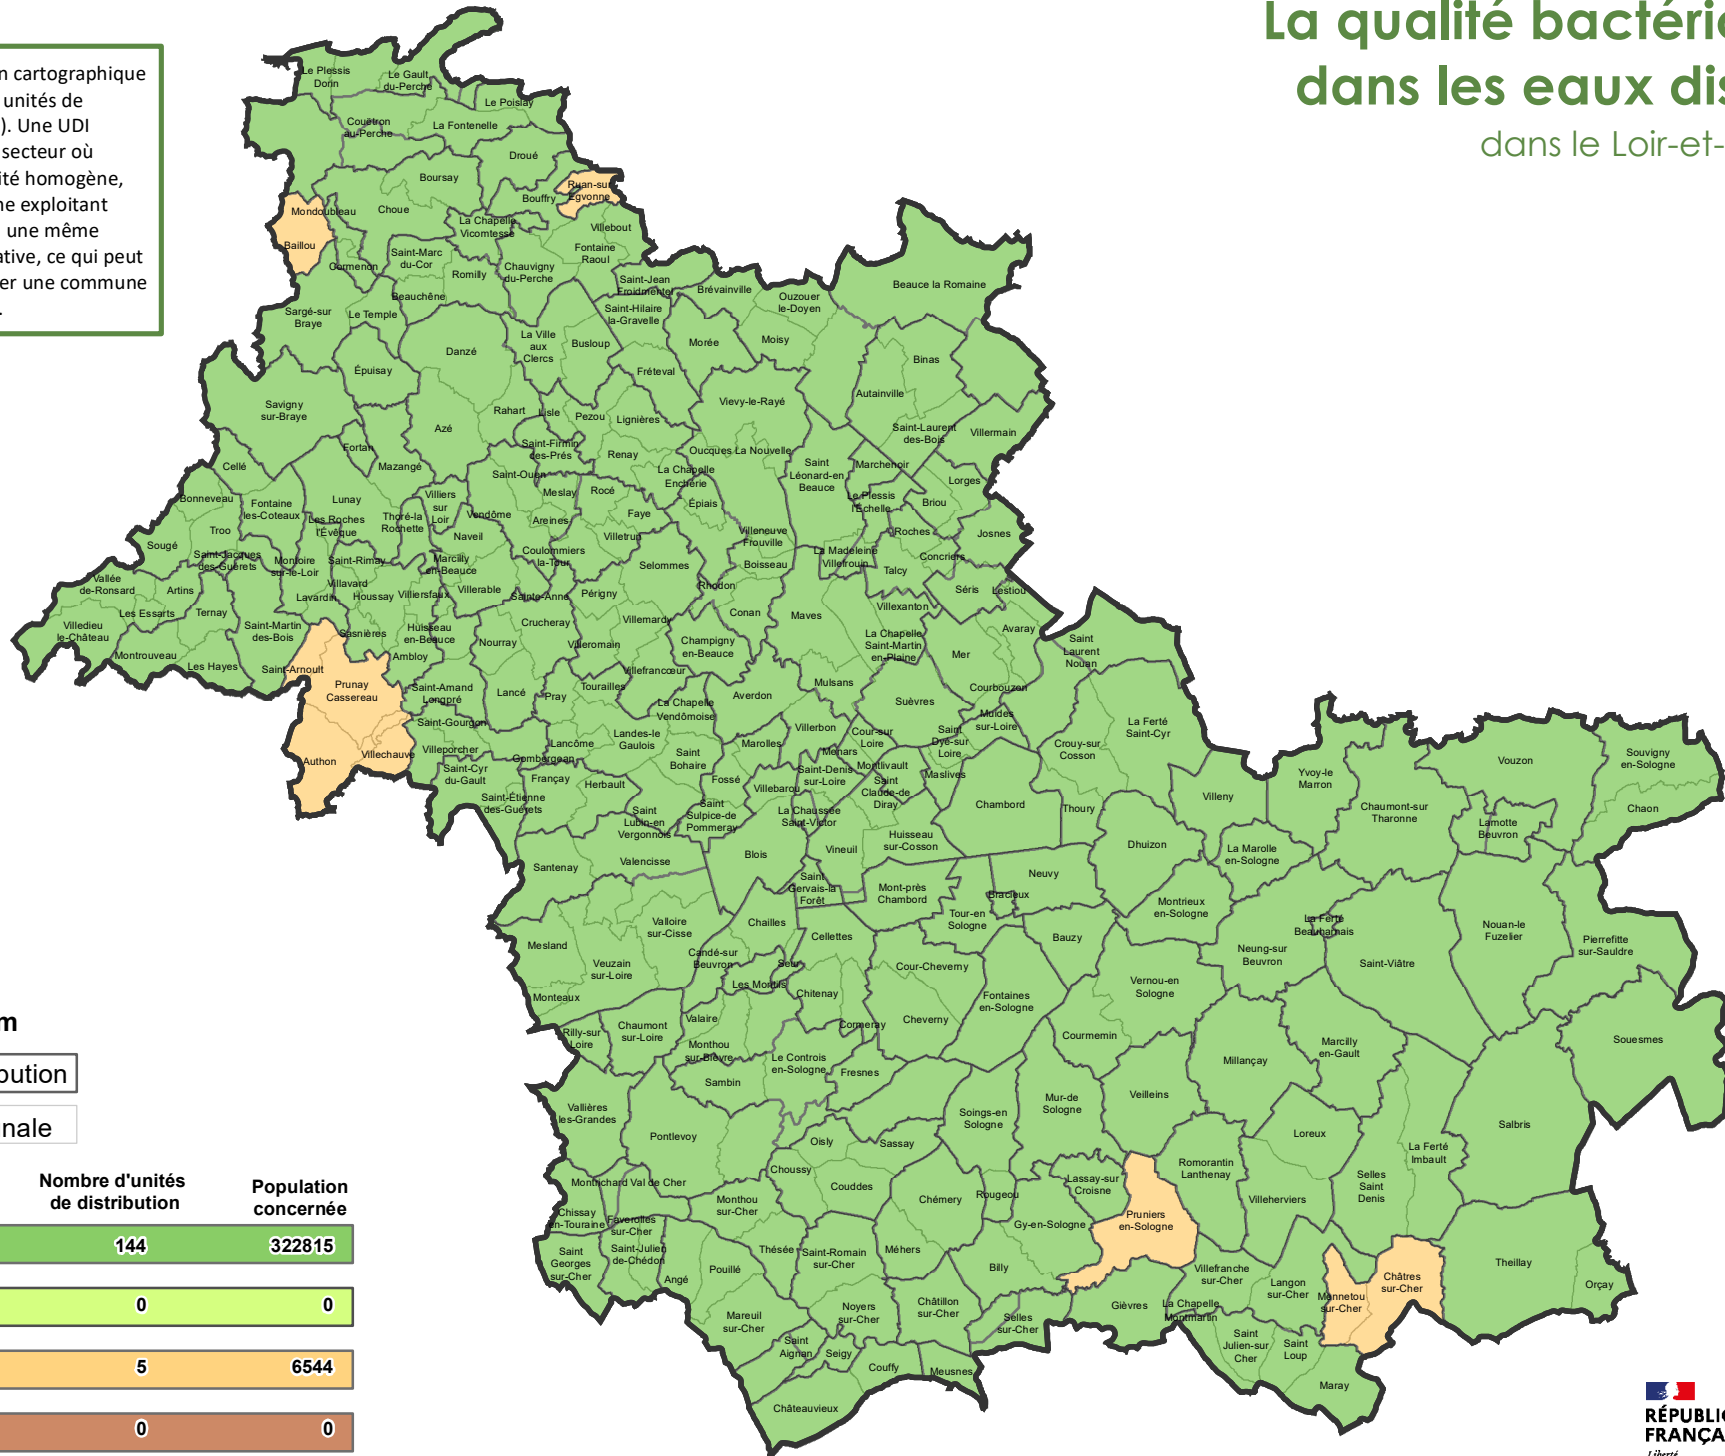 La qualité bactéri
dans les eaux dis
dans le Loir-et-
n cartographique
unités de
). Une UDI
secteur où
ité homogène,
ne exploitant
une même
ative, ce qui peut
er une commune
.
Le Plessis
Dorin
Le Gault
du-Perche
Le Poislay
Couëtron
au-Perche
La Fontenelle
Droué
Boursay
Ruan-sur
Egvonne
Bouffry
Mondoubleau
Choue
La Chapelle
Vicomtesse
Villebout
Baillou
Cormenon
Saint-Marc
du-Cor
Romilly
Chauvigny
du-Perche
Fontaine
Raoul
Saint-Jean
Froidmentel
Brévainville
Ouzouer
le-Doyen
Beauce la Romaine
Beauchêne
Sargé-sur
Braye
Le Temple
Saint-Hilaire
la-Gravelle
Danzé
La Ville
aux
Clercs
Busloup
Morée
Moisy
Binas
Épuisay
Fréteval
Autainville
Savigny
sur-Braye
Vievy-le-Rayé
Rahart
Lisle
Pezou
Lignières
Azé
Saint-Laurent
des-Bois
Villermain
Fortan
Saint-Firmin
des-Prés
Renay
Oucques La Nouvelle
Cellé
Mazangé
Saint-Ouen
La Chapelle
Enchérie
Saint
Léonard-en
Beauce
Marchenoir
Lorges
Bonneveau
Fontaine
les-Coteaux
Lunay
Villiers
sur
Loir
Meslay
Rocé
Épiais
Le Plessis
l'Échelle
Briou
Troo
Les Roches
l'Évêque
Thoré-la
Rochette
Vendôme
Areines
Faye
Villeneuve
Frouville
Roches
Josnes
Sougé
Naveil
Villetrun
Saint-Jacques
des-Guérets
Montoire
sur-le-Loir
Saint-Rimay
Marcilly
en-Beauce
Coulommiers
la-Tour
Selommes
Boisseau
La Madeleine
Villefrouin
Talcy
Concriers
Vallée
de-Ronsard
Artins
Villavard
Lavardin
Houssay
Villiersfaux
Villerable
Sainte-Anne
Périgny
Rhodon
Séris
Lestiou
Les Essarts
Ternay
Conan
Maves
Villexanton
Villedieu
le-Château
Saint-Martin
des-Bois
Sasnières
Huisseau
en-Beauce
Crucheray
Villemardy
La Chapelle
Saint-Martin
en-Plaine
Avaray
Saint
Laurent
Nouan
Montrouveau
Les Hayes
Saint-Arnoult
Ambloy
Nourray
Villeromain
Champigny
en-Beauce
Mer
Prunay
Cassereau
Saint-Amand
Longpré
Lancé
Pray
Tourailles
Villefrancœur
Averdon
Mulsans
Suèvres
Courbouzon
Saint-Gourgon
La Chapelle
Vendômoise
Villerbon
Cour-sur
Loire
Saint
Dyé-sur
Loire
Muides
sur-Loire
La Ferté
Saint-Cyr
Authon
Villechauve
Villeporcher
Lancôme
Landes-le
Gaulois
Saint
Bohaire
Marolles
Menars
Crouy-sur
Cosson
Vouzon
Souvigny
en-Sologne
Gombergean
Saint-Cyr
du-Gault
Françay
Herbault
Fossé
Villebarou
Saint-Denis
sur-Loire
Montlivault
Maslives
Yvoy-le
Marron
Saint-Étienne
des-Guérets
Saint
Lubin-en
Vergonnois
Saint
Sulpice-de
Pommeray
La Chaussée
Saint-Victor
Saint
Claude-de
Diray
Chambord
Thoury
Villeny
Chaumont-sur
Tharonne
Lamotte
Beuvron
Chaon
Santenay
Valencisse
Blois
Vineuil
Huisseau
sur-Cosson
Dhuizon
La Marolle
en-Sologne
Saint
Gervais-la
Forêt
Mont-près
Chambord
Bracieux
Neuvy
Montrieux
en-Sologne
Valloire
sur-Cisse
Chailles
Cellettes
Tour-en
Sologne
Bauzy
La Ferté
Beauharnais
Nouan-le
Fuzelier
Pierrefitte
sur-Sauldre
Mesland
Veuzain
sur-Loire
Candé-sur
Beuvron
Seur
Cour-Cheverny
Neung-sur
Beuvron
Saint-Viâtre
Monteaux
Les Montils
Chitenay
Fontaines
en-Sologne
Vernou-en
Sologne
Rilly-sur
Loire
Chaumont
sur-Loire
Valaire
Cormeray
Cheverny
Courmemin
Marcilly
en-Gault
Souesmes
Monthou
sur-Bièvre
Le Controis
en-Sologne
Fresnes
Millançay
Sambin
Vallières
les-Grandes
Pontlevoy
Oisly
Sassay
Soings-en
Sologne
Mur-de
Sologne
Veilleins
Loreux
Salbris
Choussy
Couddes
Lassay-sur
Croisne
Romorantin
Lanthenay
La Ferté
Imbault
Montrichard Val de Cher
Monthou
sur-Cher
Chémery
Rougeou
Villeherviers
Selles
Saint
Denis
Chissay
en-Touraine
Faverolles
sur-Cher
Gy-en-Sologne
Pruniers
en-Sologne
Saint
Georges
sur-Cher
Saint-Julien
de-Chédon
Angé
Pouillé
Thésée
Saint-Romain
sur-Cher
Méhers
Billy
Villefranche
sur-Cher
Langon
sur-Cher
Mennetou
sur-Cher
Châtres
sur-Cher
Theillay
Orçay
Mareuil
sur-Cher
Noyers
sur-Cher
Châtillon
sur-Cher
Selles
sur-Cher
Gièvres
La Chapelle
Montmartin
Saint
Aignan
Seigy
Couffy
Meusnes
Saint
Julien-sur
Cher
Saint
Loup
Maray
Châteauvieux
m
bution
nale
Nombre d'unités
de distribution
Population
concernée
144 322815
0 0
5 6544
0 0
RÉPUBLIQ
FRANÇA
Liberté